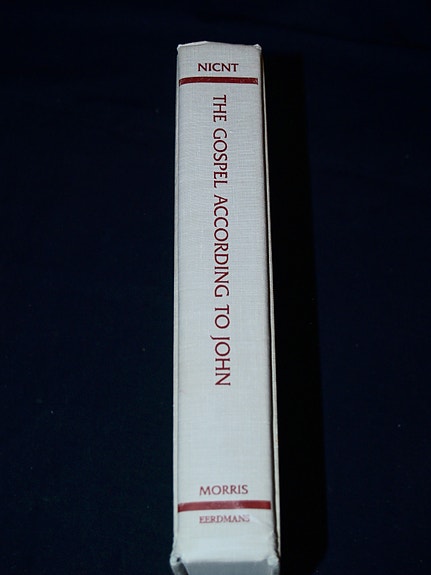 NICNT
THE GOSPEL ACCORDING TO JOHN
MORRIS
EERDMANS